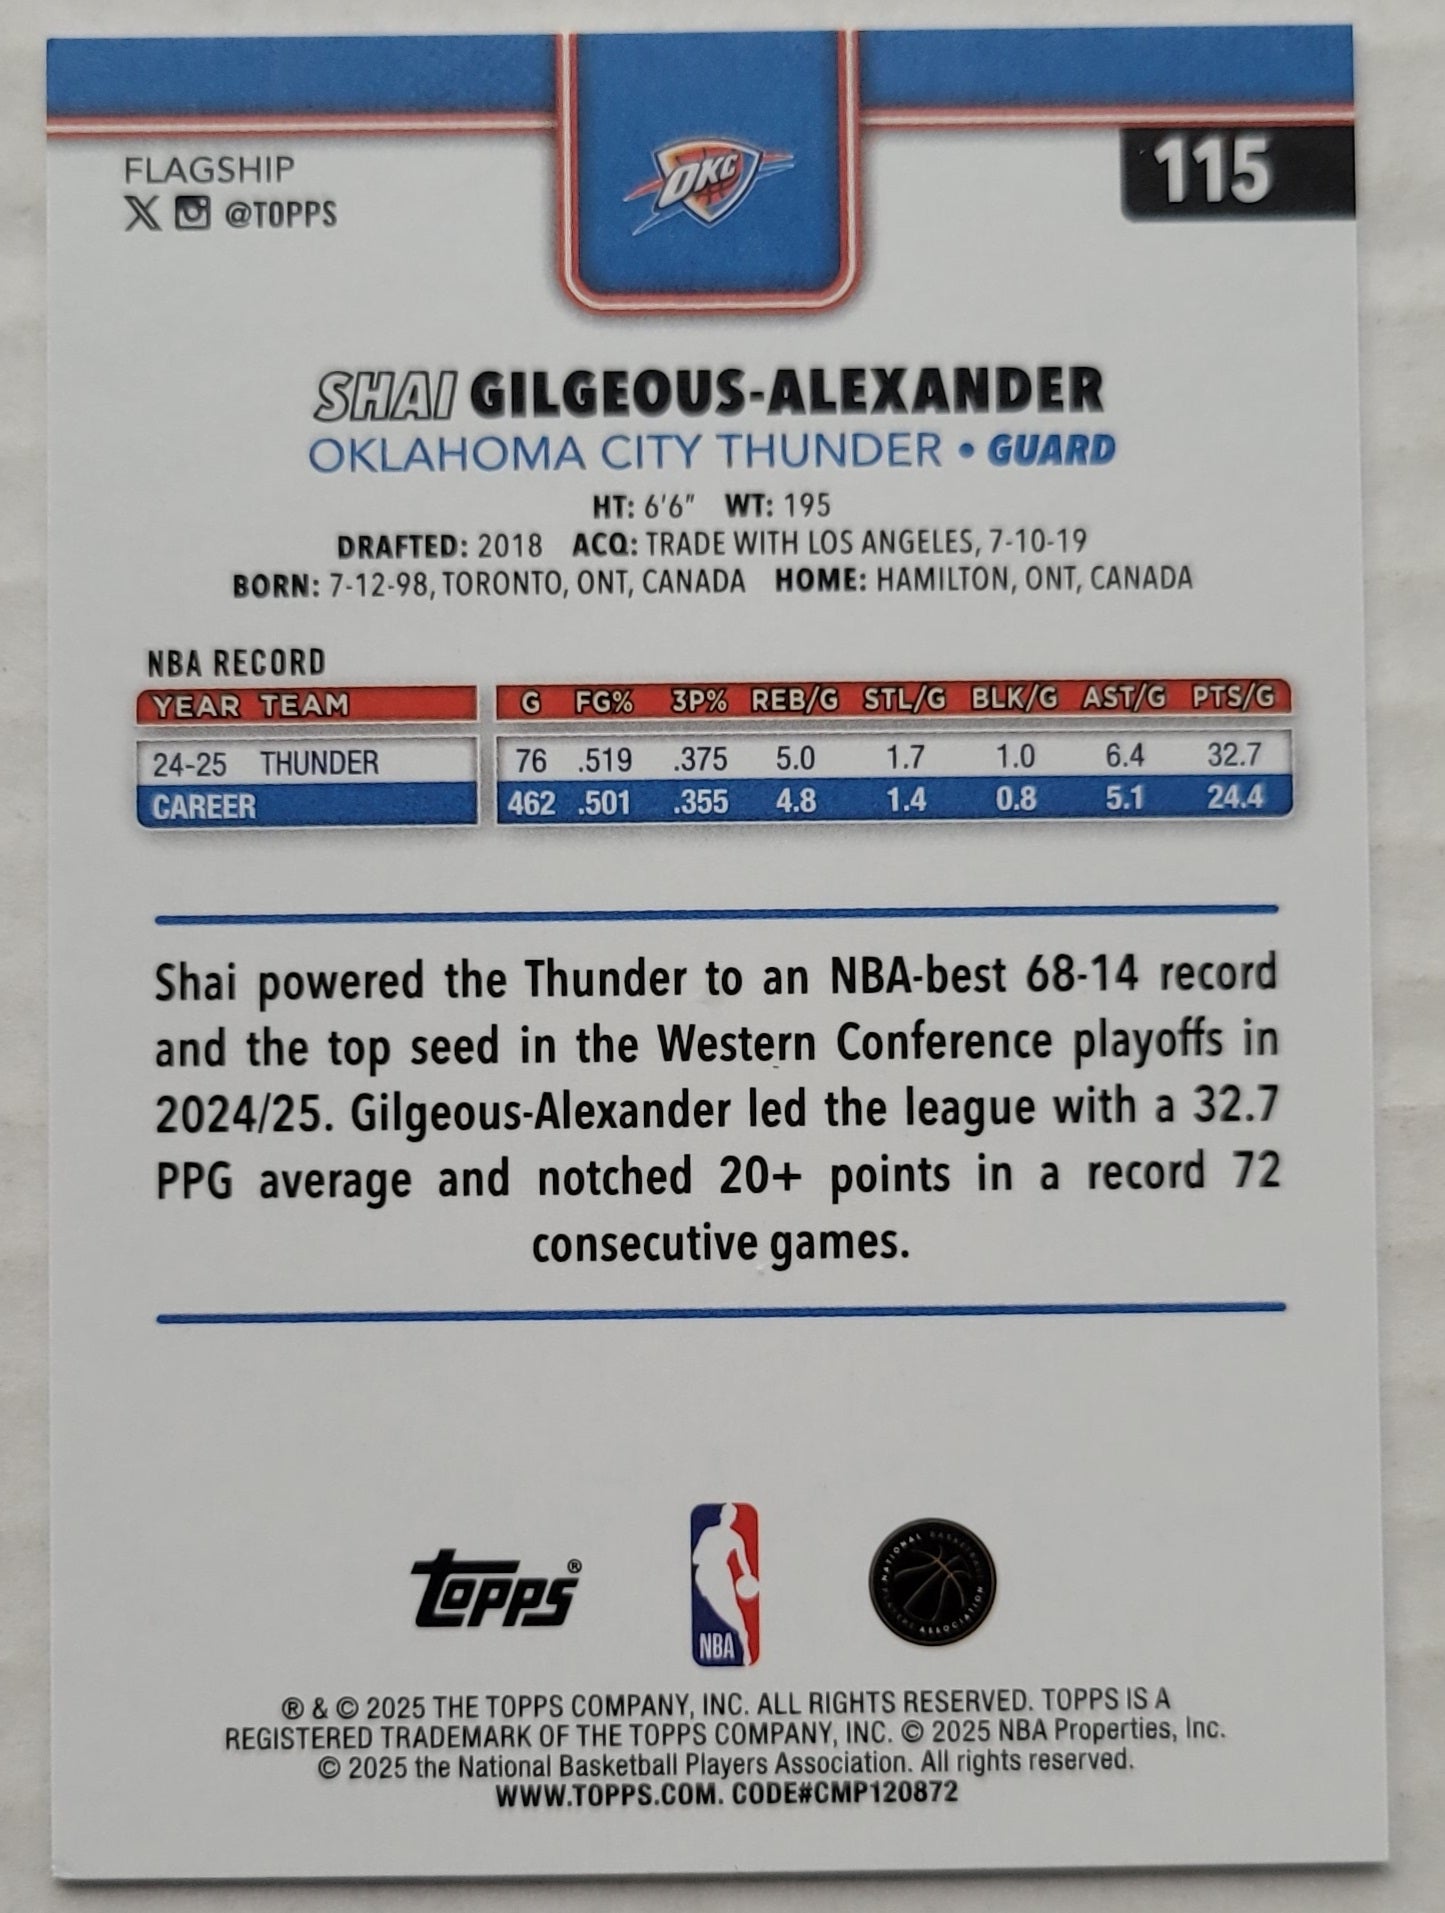 115
FLAGSHIP
X @TOPPS
OKC
SHAI GILGEOUS-ALEXANDER
OKLAHOMA CITY THUNDER • GUARD
HT: 6'6" WT: 195
DRAFTED: 2018 ACQ: TRADE WITH LOS ANGELES, 7-10-19
BORN: 7-12-98, TORONTO, ONT, CANADA HOME: HAMILTON, ONT, CANADA
NBA RECORD
YEAR TEAM G FG% 3P% REB/G STL/G BLK/G AST/G PTS/G
24-25 THUNDER 76 .519 .375 5.0 1.7 1.0 6.4 32.7
CAREER 462 .501 .355 4.8 1.4 0.8 5.1 24.4
Shai powered the Thunder to an NBA-best 68-14 record
and the top seed in the Western Conference playoffs in
2024/25. Gilgeous-Alexander led the league with a 32.7
PPG average and notched 20+ points in a record 72
consecutive games.
Topps®
NBA
NATIONAL BASKETBALL PLAYERS ASSOCIATION
® & © 2025 THE TOPPS COMPANY, INC. ALL RIGHTS RESERVED. TOPPS IS A
REGISTERED TRADEMARK OF THE TOPPS COMPANY, INC. © 2025 NBA Properties, Inc.
© 2025 the National Basketball Players Association. All rights reserved.
WWW.TOPPS.COM. CODE#CMP120872